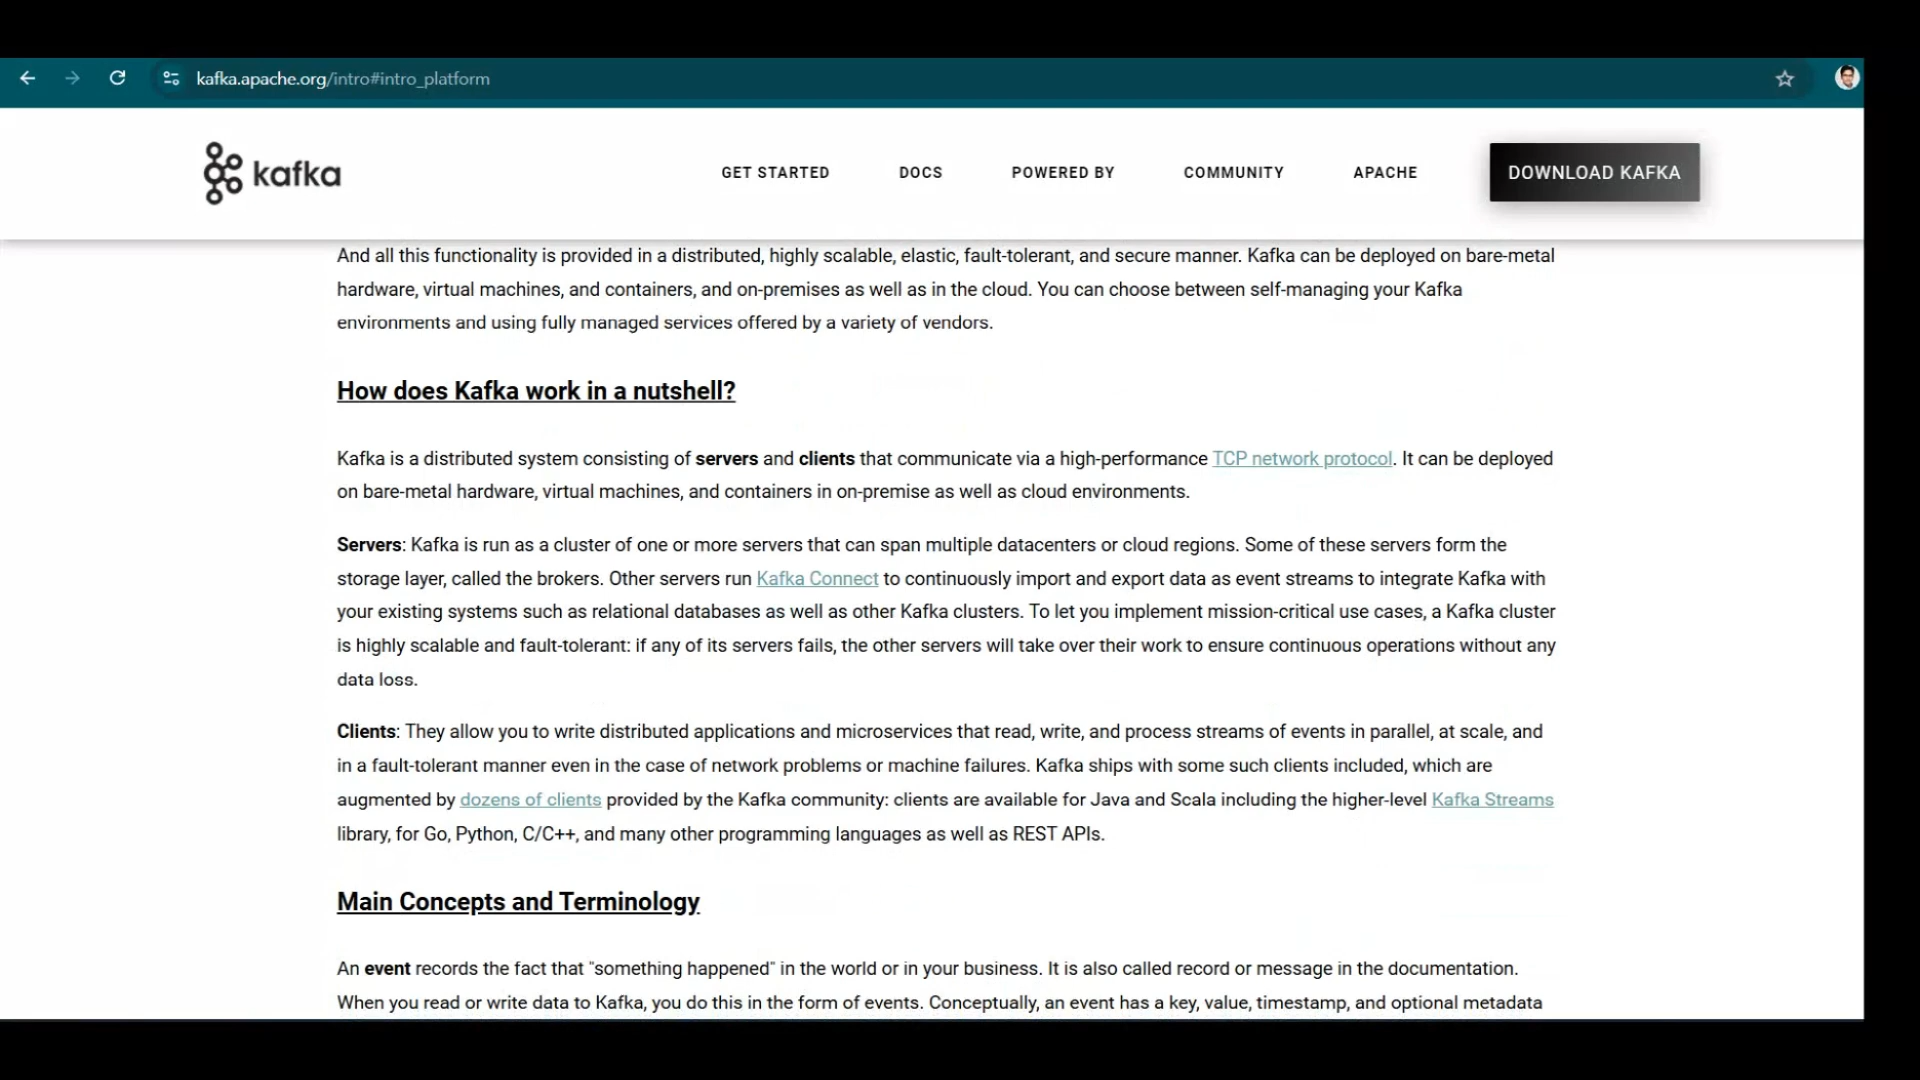 kafka.apache.org/intro#intro_platform
kafka
GET STARTED
DOCS
POWERED BY
COMMUNITY
APACHE
DOWNLOAD KAFKA
And all this functionality is provided in a distributed, highly scalable, elastic, fault-tolerant, and secure manner. Kafka can be deployed on bare-metal
hardware, virtual machines, and containers, and on-premises as well as in the cloud. You can choose between self-managing your Kafka
environments and using fully managed services offered by a variety of vendors.
How does Kafka work in a nutshell?
Kafka is a distributed system consisting of servers and clients that communicate via a high-performance TCP network protocol. It can be deployed
on bare-metal hardware, virtual machines, and containers in on-premise as well as cloud environments.
Servers: Kafka is run as a cluster of one or more servers that can span multiple datacenters or cloud regions. Some of these servers form the
storage layer, called the brokers. Other servers run Kafka Connect to continuously import and export data as event streams to integrate Kafka with
your existing systems such as relational databases as well as other Kafka clusters. To let you implement mission-critical use cases, a Kafka cluster
is highly scalable and fault-tolerant: if any of its servers fails, the other servers will take over their work to ensure continuous operations without any
data loss.
Clients: They allow you to write distributed applications and microservices that read, write, and process streams of events in parallel, at scale, and
in a fault-tolerant manner even in the case of network problems or machine failures. Kafka ships with some such clients included, which are
augmented by dozens of clients provided by the Kafka community: clients are available for Java and Scala including the higher-level Kafka Streams
library, for Go, Python, C/C++, and many other programming languages as well as REST APIs.
Main Concepts and Terminology
An event records the fact that "something happened" in the world or in your business. It is also called record or message in the documentation.
When you read or write data to Kafka, you do this in the form of events. Conceptually, an event has a key, value, timestamp, and optional metadata